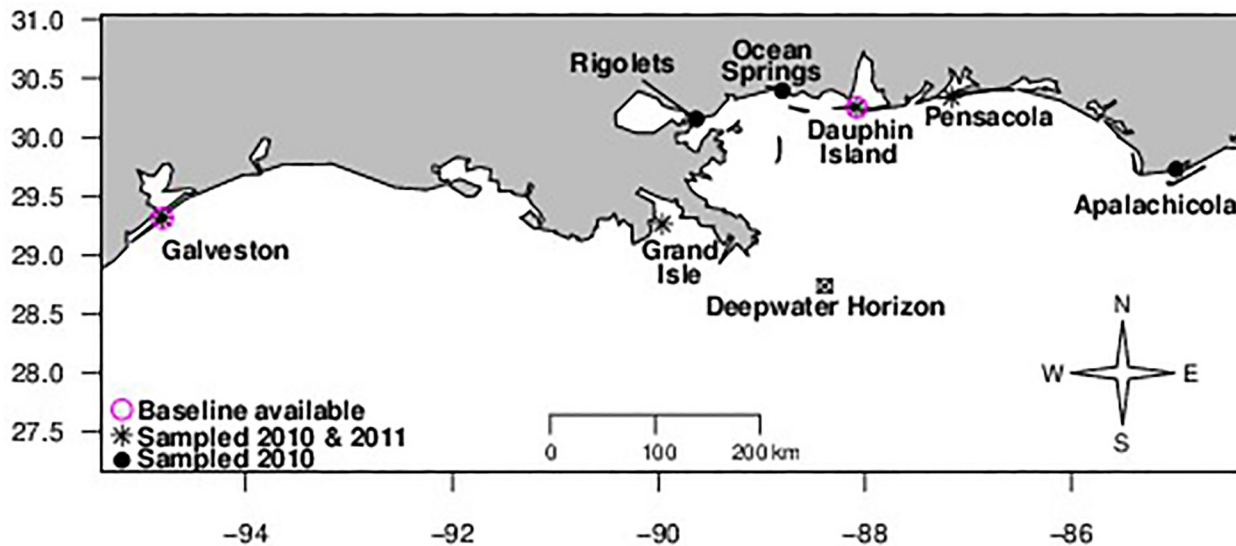 31.0
30.5
30.0
29.5
29.0
28.5
28.0
27.5
Rigolets
Ocean
Springs
Dauphin
Island
Pensacola
Apalachicola
Galveston
Grand
Isle
Deepwater Horizon
N
W E
S
Baseline available
Sampled 2010 & 2011
Sampled 2010
0 100 200 km
−94 −92 −90 −88 −86